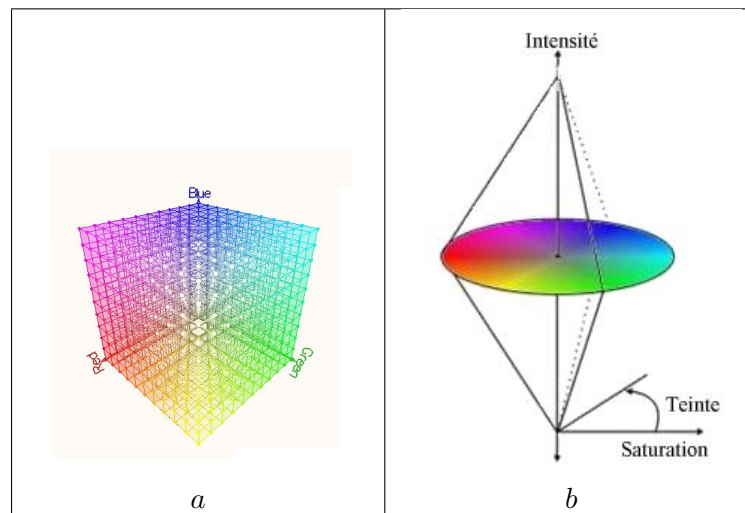 Blue
Red
Green
a
Intensité
Teinte
Saturation
b